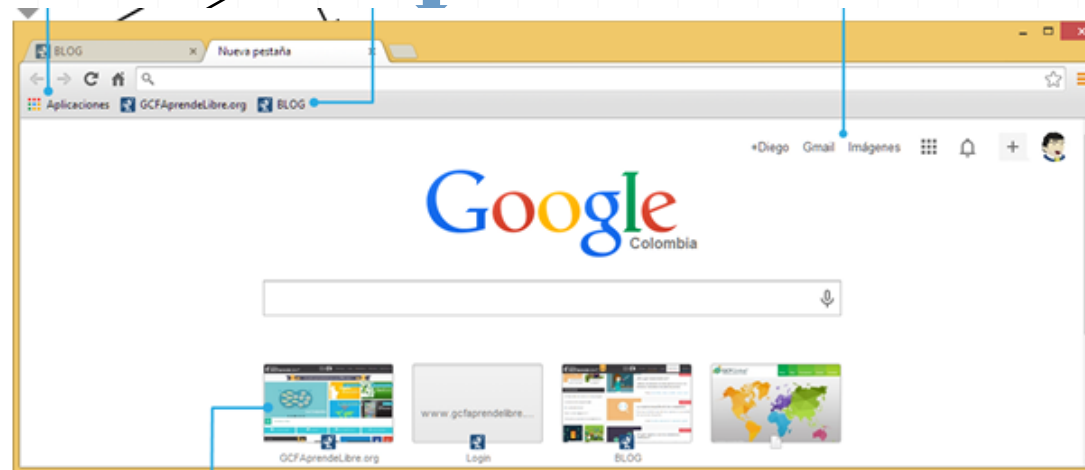 BLOG
Nueva pestaña
Aplicaciones GCFAprendeLibre.org BLOG
+Diego Gmail Imágenes
Google
Colombia
www.gcfaprendelibre....
GCFAprendeLibre.org Login BLOG